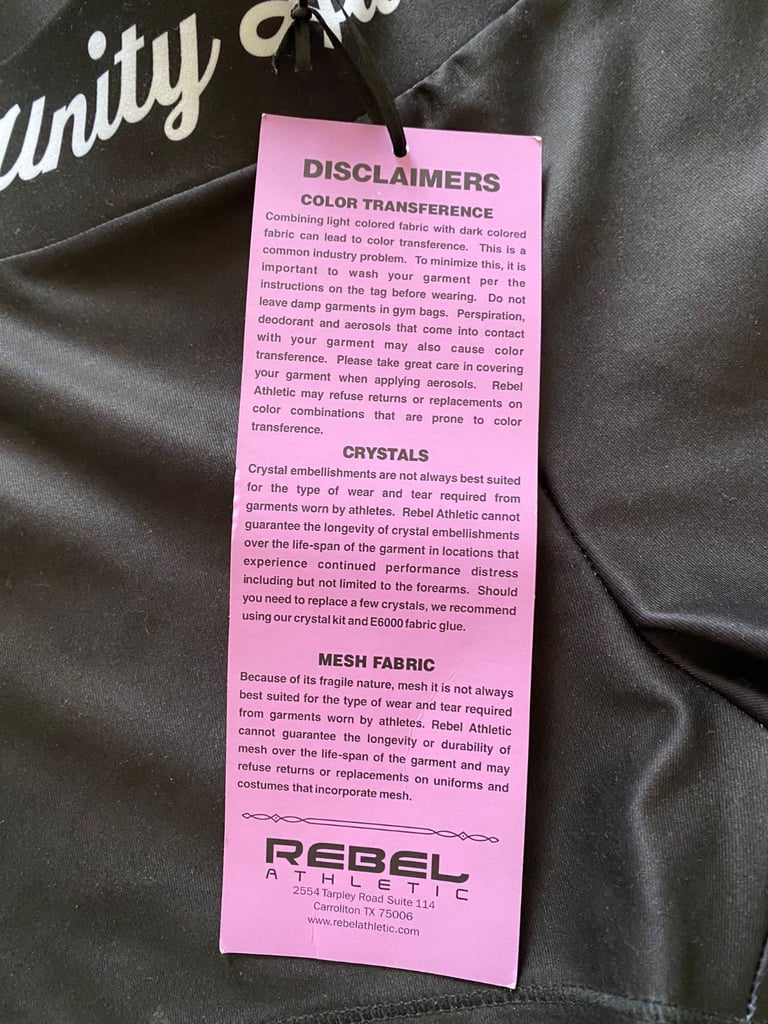 Unity
DISCLAIMERS
COLOR TRANSFERENCE
Combining light colored fabric with dark colored
fabric can lead to color transference. This is a
common industry problem. To minimize this, it is
important to wash your garment per the
instructions on the tag before wearing. Do not
leave damp garments in gym bags. Perspiration,
deodorant and aerosols that come into contact
with your garment may also cause color
transference. Please take great care in covering
your garment when applying aerosols. Rebel
Athletic may refuse returns or replacements on
color combinations that are prone to color
transference.
CRYSTALS
Crystal embellishments are not always best suited
for the type of wear and tear required from
garments worn by athletes. Rebel Athletic cannot
guarantee the longevity of crystal embellishments
over the life-span of the garment in locations that
experience continued performance distress
including but not limited to the forearms. Should
you need to replace a few crystals, we recommend
using our crystal kit and E6000 fabric glue.
MESH FABRIC
Because of its fragile nature, mesh it is not always
best suited for the type of wear and tear required
from garments worn by athletes. Rebel Athletic
cannot guarantee the longevity or durability of
mesh over the life-span of the garment and may
refuse returns or replacements on uniforms and
costumes that incorporate mesh.
REBEL
ATHLETIC
2554 Tarpley Road Suite 114
Carroliton TX 75006
www.rebelathletic.com